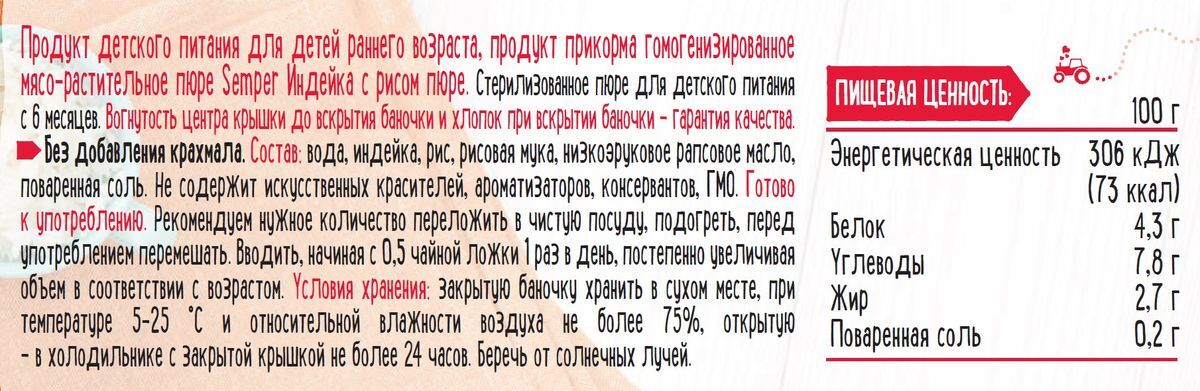 Продукт детского питания для детей раннего возраста, продукт прикорма гомогенизированное
мясо-растительное пюре Semper Индейка с рисом пюре. Стерилизованное пюре для детского питания
с 6 месяцев. Вогнутость центра крышки до вскрытия баночки и хлопок при вскрытии баночки – гарантия качества.
Без добавления крахмала. Состав: вода, индейка, рис, рисовая мука, низкоэруковое рапсовое масло,
поваренная соль. Не содержит искусственных красителей, ароматизаторов, консервантов, ГМО. Готово
к употреблению. Рекомендуем нужное количество переложить в чистую посуду, подогреть, перед
употреблением перемешать. Вводить, начиная с 0,5 чайной ложки 1 раз в день, постепенно увеличивая
объем в соответствии с возрастом. Условия хранения: закрытую баночку хранить в сухом месте, при
температуре 5-25 °С и относительной влажности воздуха не более 75%, открытую
– в холодильнике с закрытой крышкой не более 24 часов. Беречь от солнечных лучей.
ПИЩЕВАЯ ЦЕННОСТЬ:
100 г
Энергетическая ценность 306 кДж
(73 ккал)
Белок 4,3 г
Углеводы 7,8 г
Жир 2,7 г
Поваренная соль 0,2 г